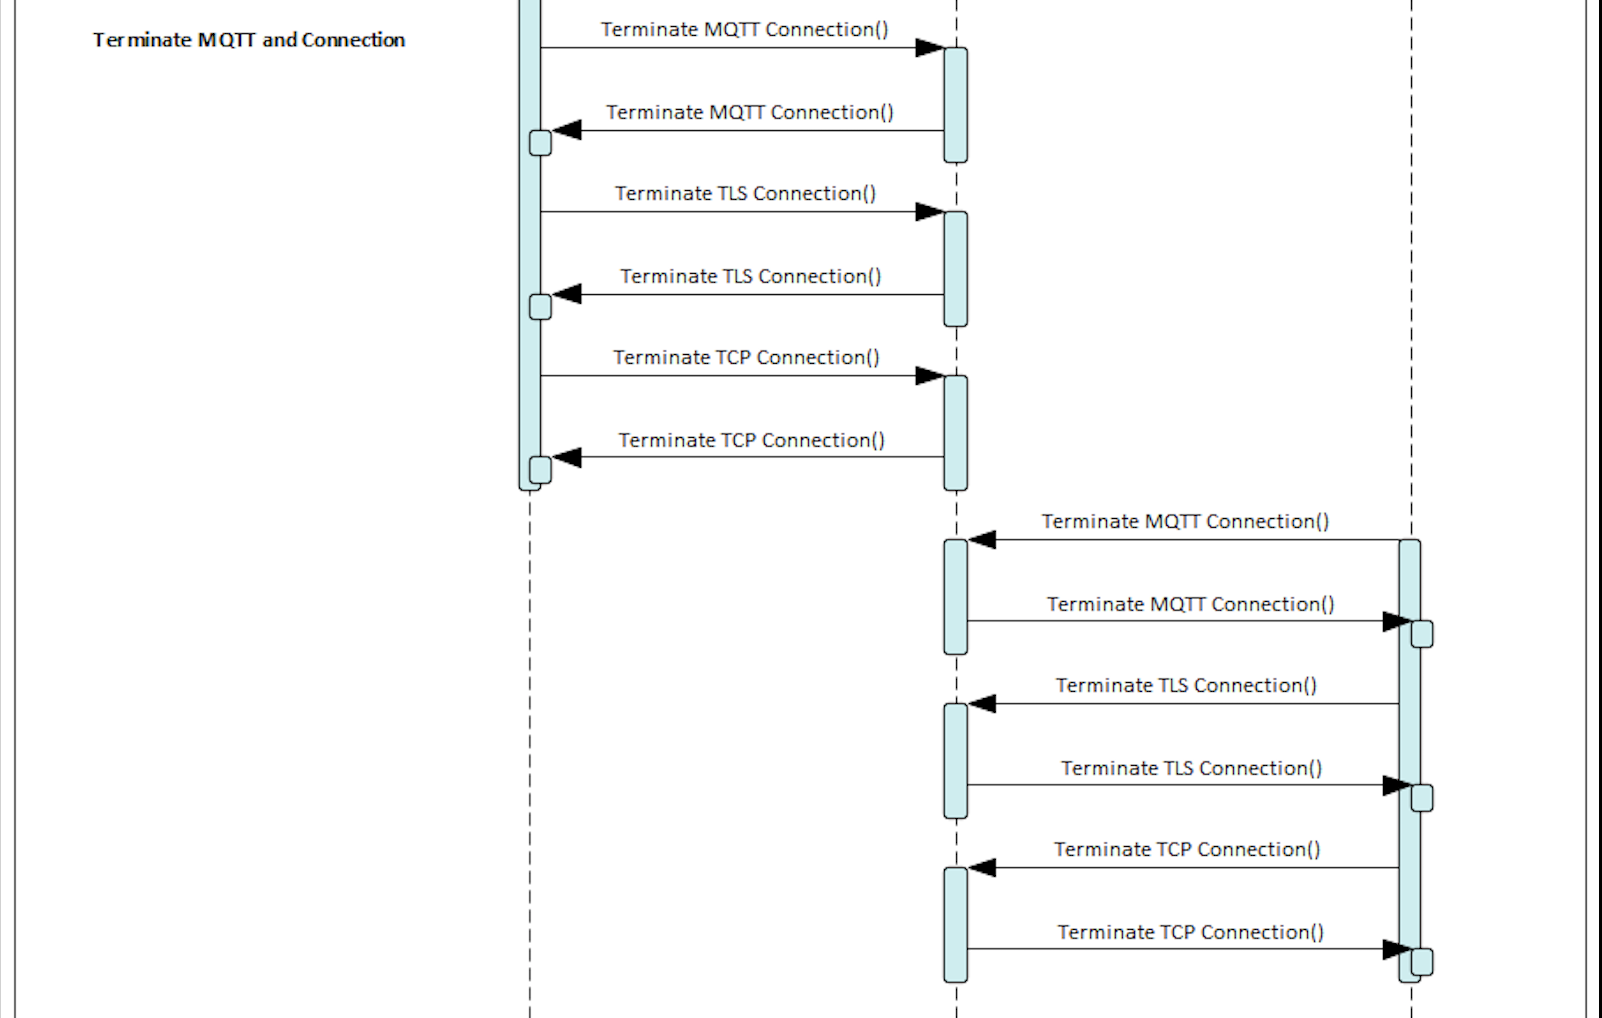 Terminate MQTT and Connection
Terminate MQTT Connection()
Terminate MQTT Connection()
Terminate TLS Connection()
Terminate TLS Connection()
Terminate TCP Connection()
Terminate TCP Connection()
Terminate MQTT Connection()
Terminate MQTT Connection()
Terminate TLS Connection()
Terminate TLS Connection()
Terminate TCP Connection()
Terminate TCP Connection()